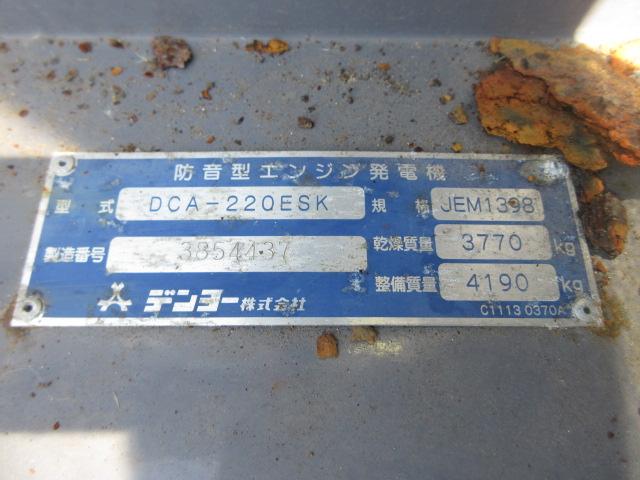 防音型エンジン発電機
型式 DCA-220ESK 規格 JEM1398
製造番号 3854437 乾燥質量 3770 kg
整備質量 4190 kg
デンヨー株式会社
C1113 0370A